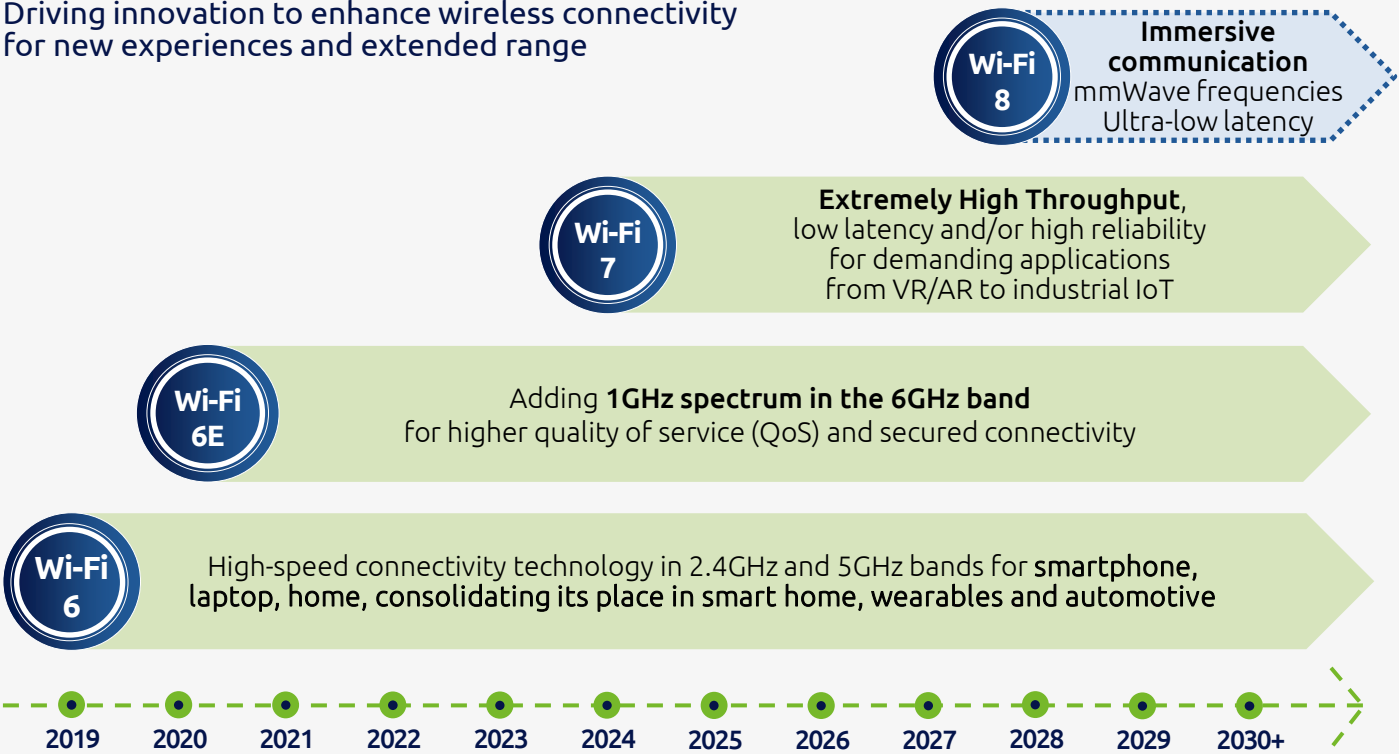 Driving innovation to enhance wireless connectivity
for new experiences and extended range
Wi-Fi
8
Immersive
communication
mmWave frequencies
Ultra-low latency
Wi-Fi
7
Extremely High Throughput,
low latency and/or high reliability
for demanding applications
from VR/AR to industrial IoT
Wi-Fi
6E
Adding 1GHz spectrum in the 6GHz band
for higher quality of service (QoS) and secured connectivity
Wi-Fi
6
High-speed connectivity technology in 2.4GHz and 5GHz bands for smartphone,
laptop, home, consolidating its place in smart home, wearables and automotive
2019 2020 2021 2022 2023 2024 2025 2026 2027 2028 2029 2030+